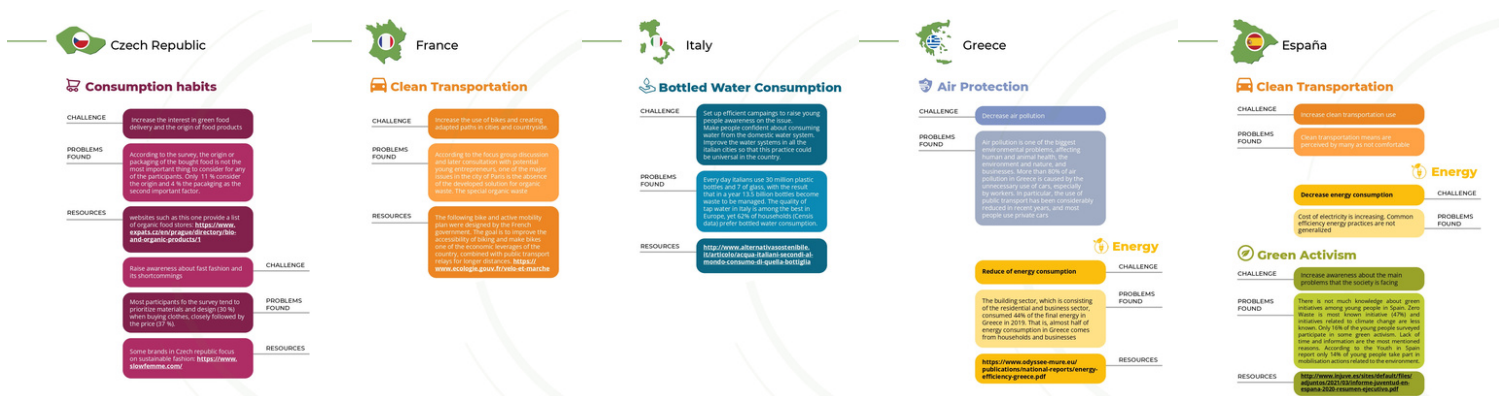 Czech Republic
Consumption habits
CHALLENGE
Increase the interest in green food
delivery and the origin of food products
PROBLEMS
FOUND
According to the survey, the origin or
packaging of the bought food is not the
most important thing to consider for any
of the participants. Only 11 % consider
the origin and 4 % the pacakging as the
second important factor.
RESOURCES
websites such as this one provide a list
of organic food stores: https://www.
expats.cz/en/prague/directory/bio-
and-organic-products/1
CHALLENGE
Raise awareness about fast fashion and
its shortcommings
PROBLEMS
FOUND
Most participants fo the survey tend to
prioritize materials and design (30 %)
when buying clothes, closely followed by
the price (37 %).
RESOURCES
Some brands in Czech republic focus
on sustainable fashion: https://www.
slowfemme.com/
France
Clean Transportation
CHALLENGE
Increase the use of bikes and creating
adapted paths in cities and countryside.
PROBLEMS
FOUND
According to the focus group discussion
and later consultation with potential
young entrepreneurs, one of the major
issues in the city of Paris is the absence
of the developed solution for organic
waste. The special organic waste
RESOURCES
The following bike and active mobility
plan were designed by the French
government. The goal is to improve the
accessibility of biking and make bikes
one of the economic leverages of the
country, combined with public transport
relays for longer distances. https://
www.ecologie.gouv.fr/velo-et-marche
Italy
Bottled Water Consumption
CHALLENGE
Set up efficient campaings to raise young
people awareness on the issue.
Make people confident about consuming
water from the domestic water system.
Improve the water systems in all the
italian cities so that this practice could
be universal in the country.
PROBLEMS
FOUND
Every day Italians use 30 million plastic
bottles and 7 of glass, with the result
that in a year 13.5 billion bottles become
waste to be managed. The quality of
tap water in Italy is among the best in
Europe, yet 62% of households (Censis
data) prefer bottled water consumption.
RESOURCES
http://www.alternativasostenibile.
it/articolo/acqua-italiani-secondi-al-
mondo-consumo-di-quella-bottiglia
Greece
Air Protection
CHALLENGE
Decrease air pollution
PROBLEMS
FOUND
Air pollution is one of the biggest
environmental problems, affecting
human and animal health, the
environment and nature, and
businesses. More than 80% of air
pollution in Greece is caused by the
unnecessary use of cars, especially
by workers. In particular, the use of
public transport has been considerably
reduced in recent years, and most
people use private cars
Energy
CHALLENGE
Reduce of energy consumption
PROBLEMS
FOUND
The building sector, which is consisting
of the residential and business sector,
consumed 44% of the final energy in
Greece in 2019. That is, almost half of
energy consumption in Greece comes
from households and businesses
RESOURCES
https://www.odyssee-mure.eu/
publications/national-reports/energy-
efficiency-greece.pdf
España
Clean Transportation
CHALLENGE
Increase clean transportation use
PROBLEMS
FOUND
Clean transportation means are
perceived by many as not comfortable
Energy
CHALLENGE
Decrease energy consumption
PROBLEMS
FOUND
Cost of electricity is increasing. Common
efficiency energy practices are not
generalized
Green Activism
CHALLENGE
Increase awareness about the main
problems that the society is facing
PROBLEMS
FOUND
There is not much knowledge about green
initiatives among young people in Spain. Zero
Waste is most known initiative (47%) and
initiatives related to climate change are less
known. Only 16% of the young people surveyed
participate in some green activism. Lack of
time and information are the most mentioned
reasons. According to the Youth in Spain
report only 14% of young people take part in
mobilisation actions related to the environment.
RESOURCES
http://www.injuve.es/sites/default/files/
adjuntos/2021/03/informe-juventud-en-
espana-2020-resumen-ejecutivo.pdf